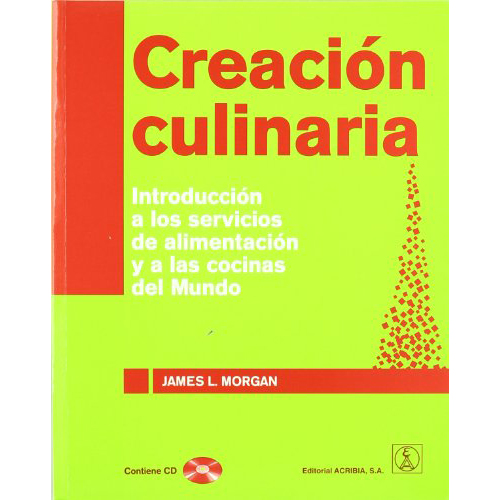 Creación
culinaria
Introducción
a los servicios
de alimentación
y a las cocinas
del Mundo
JAMES L. MORGAN
Contiene CD
Editorial ACRIBIA, S.A.